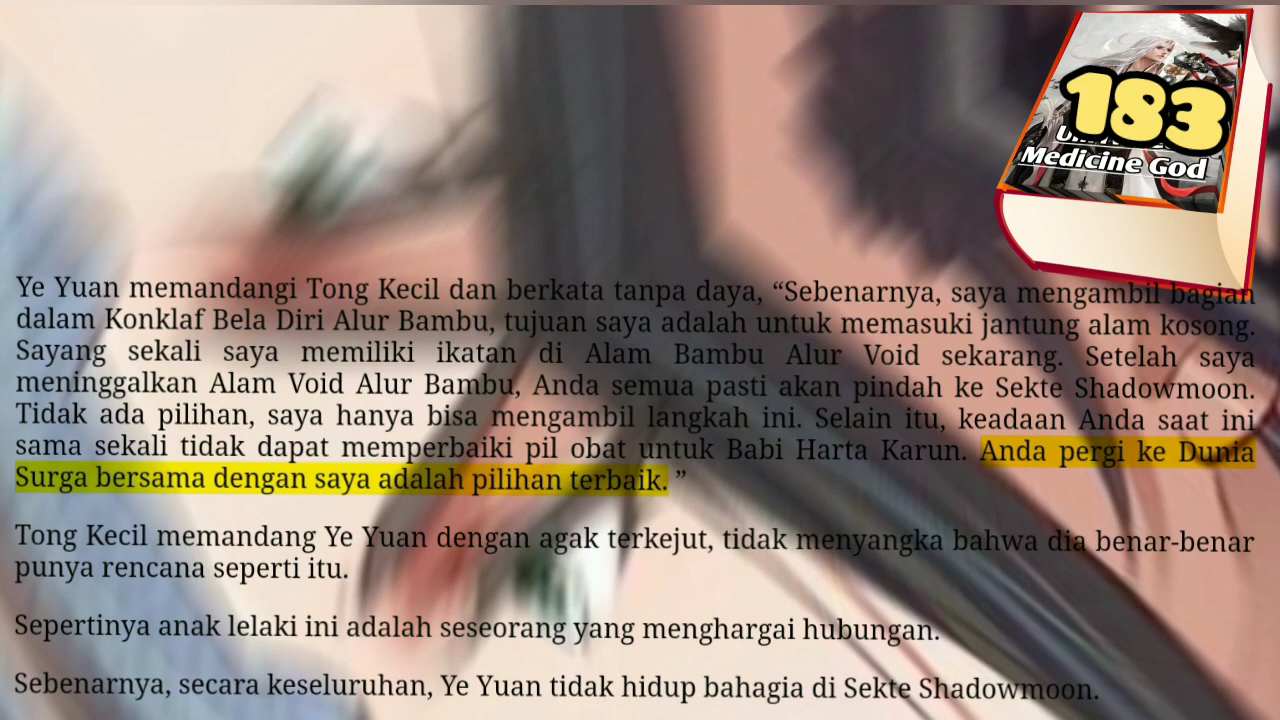 183
Medicine God
Ye Yuan memandangi Tong Kecil dan berkata tanpa daya, “Sebenarnya, saya mengambil bagian
dalam Konklaf Bela Diri Alur Bambu, tujuan saya adalah untuk memasuki jantung alam kosong.
Sayang sekali saya memiliki ikatan di Alam Bambu Alur Void sekarang. Setelah saya
meninggalkan Alam Void Alur Bambu, Anda semua pasti akan pindah ke Sekte Shadowmoon.
Tidak ada pilihan, saya hanya bisa mengambil langkah ini. Selain itu, keadaan Anda saat ini
sama sekali tidak dapat memperbaiki pil obat untuk Babi Harta Karun. Anda pergi ke Dunia
Surga bersama dengan saya adalah pilihan terbaik. ”
Tong Kecil memandang Ye Yuan dengan agak terkejut, tidak menyangka bahwa dia benar-benar
punya rencana seperti itu.
Sepertinya anak lelaki ini adalah seseorang yang menghargai hubungan.
Sebenarnya, secara keseluruhan, Ye Yuan tidak hidup bahagia di Sekte Shadowmoon.